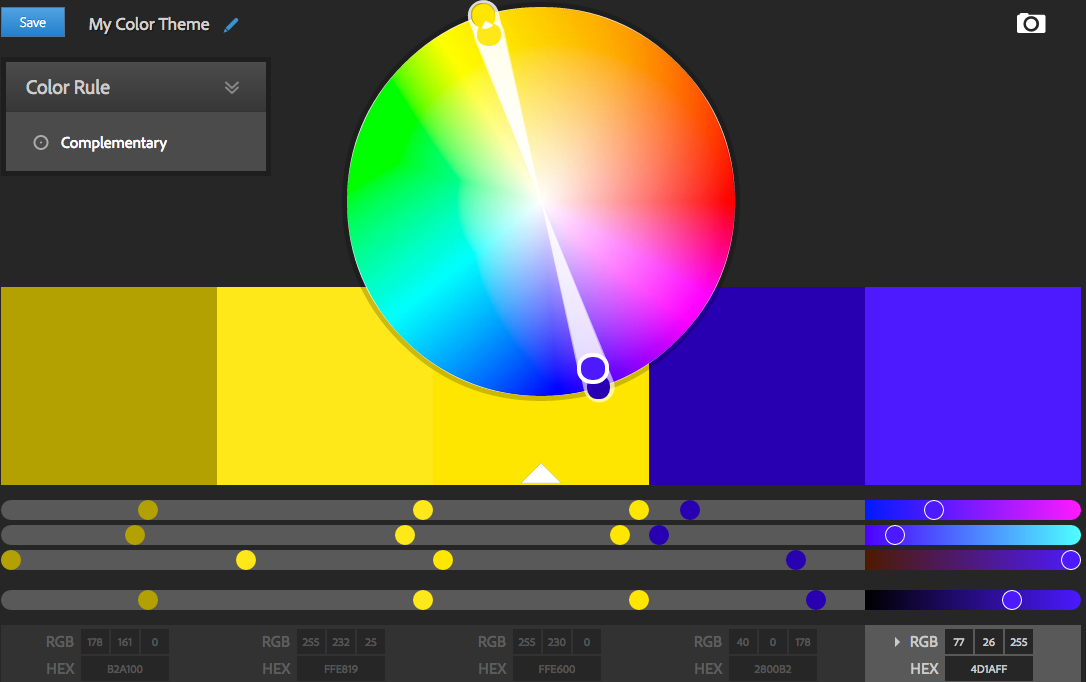 Save My Color Theme
Color Rule
Complementary
RGB 178 161 0 RGB 255 232 25 RGB 255 230 0 RGB 40 0 178 RGB 77 26 255
HEX B2A100 HEX FFE819 HEX FFE600 HEX 2800B2 HEX 4D1AFF